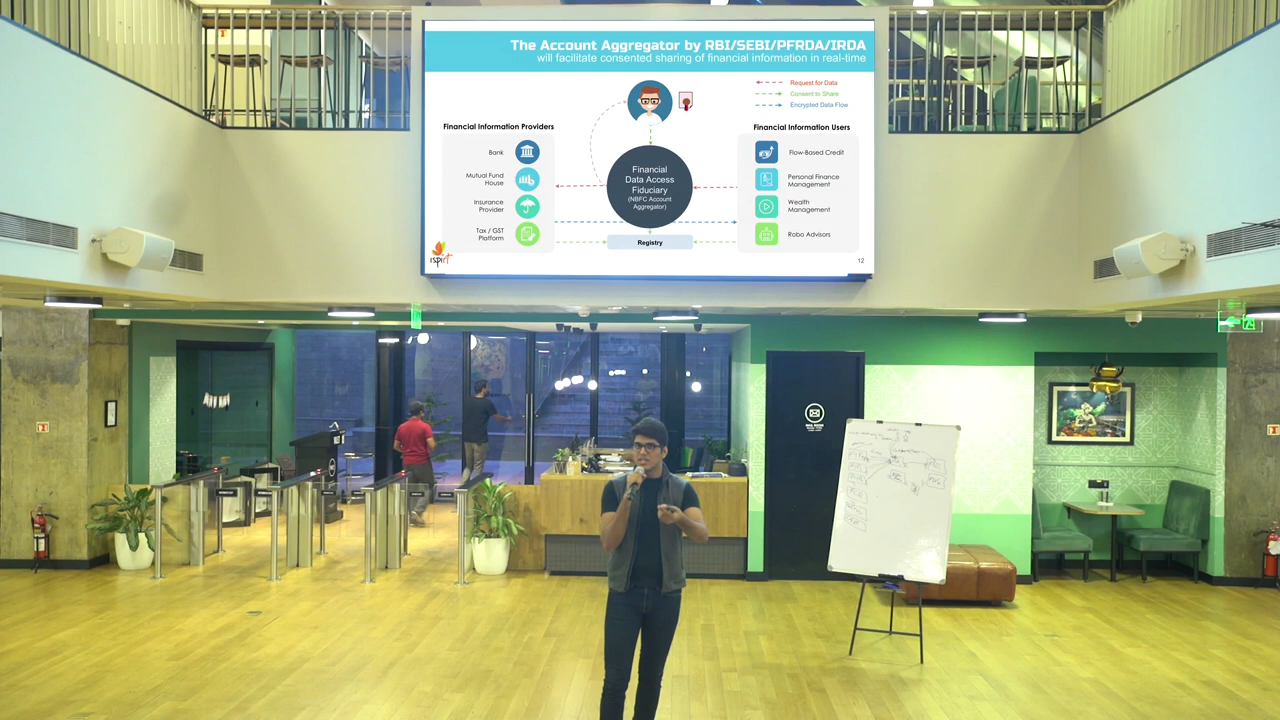 The Account Aggregator by RBI/SEBI/PFRDA/IRDA
will facilitate consented sharing of financial information in real-time
Request for Data
Consent to Share
Encrypted Data Flow
Financial Information Providers
Bank
Mutual Fund
House
Insurance
Provider
Tax / GST
Platform
Financial
Data Access
Fiduciary
(NBFC Account
Aggregator)
Registry
Financial Information Users
Flow-Based Credit
Personal Finance
Management
Wealth
Management
Robo Advisors
ispirt
12